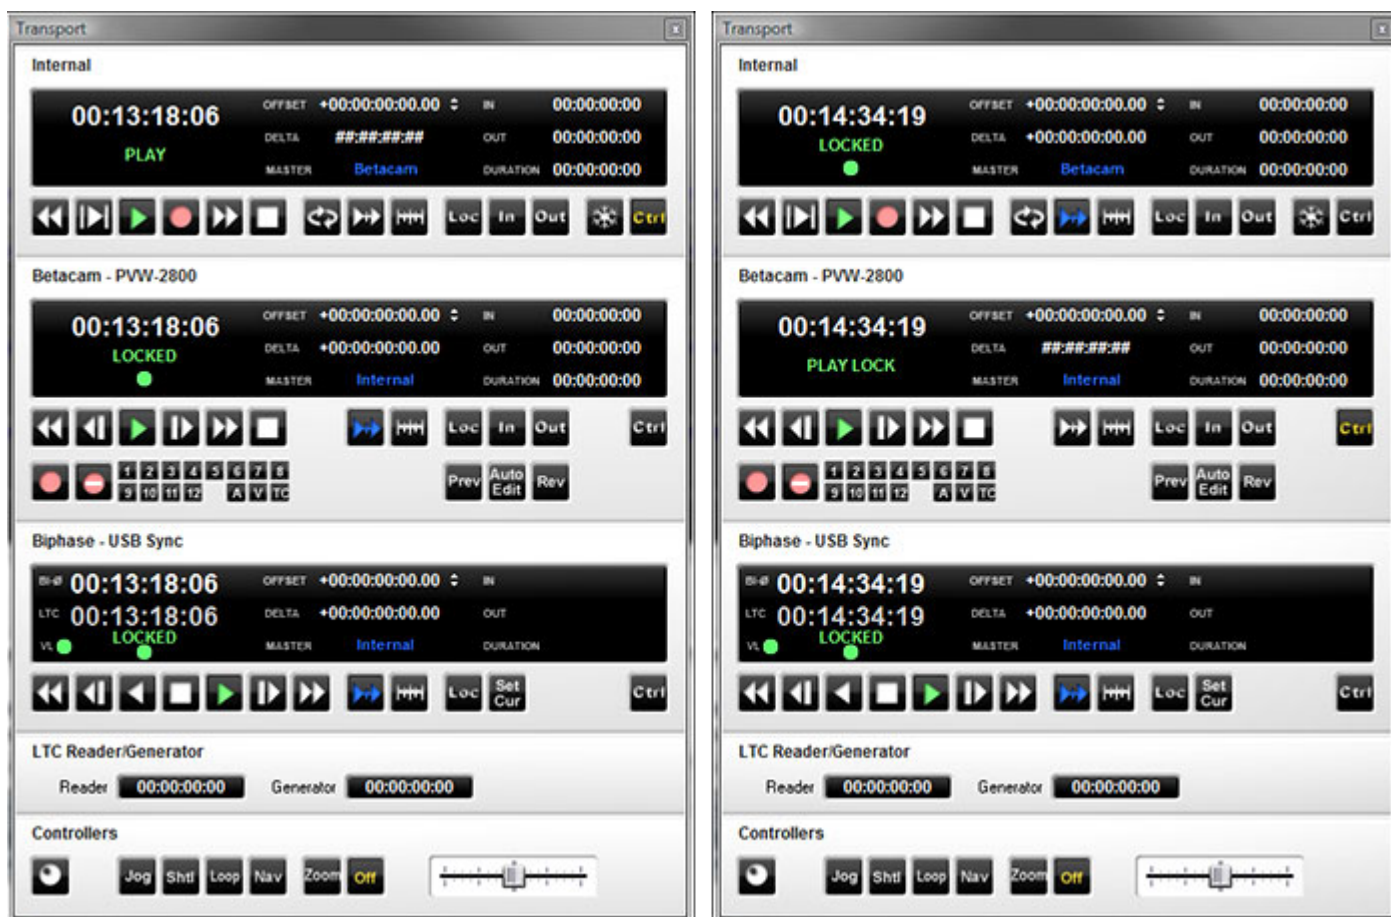 Transport
Internal
00:13:18:06 OFFSET +00:00:00:00.00 IN 00:00:00:00
PLAY DELTA ##:##:##:## OUT 00:00:00:00
MASTER Betacam DURATION 00:00:00:00
Loc In Out Ctrl
Betacam - PVW-2800
00:13:18:06 OFFSET +00:00:00:00.00 IN 00:00:00:00
LOCKED DELTA +00:00:00:00.00 OUT 00:00:00:00
MASTER Internal DURATION 00:00:00:00
Loc In Out Ctrl
1 2 3 4 5 6 7 8
9 10 11 12 A V TC
Prev Auto Edit Rev
Biphase - USB Sync
BI-Ø 00:13:18:06 OFFSET +00:00:00:00.00 IN
LTC 00:13:18:06 DELTA +00:00:00:00.00 OUT
VL LOCKED MASTER Internal DURATION
Loc Set Cur Ctrl
LTC Reader/Generator
Reader 00:00:00:00 Generator 00:00:00:00
Controllers
Jog Shtl Loop Nav Zoom Off
Transport
Internal
00:14:34:19 OFFSET +00:00:00:00.00 IN 00:00:00:00
LOCKED DELTA +00:00:00:00.00 OUT 00:00:00:00
MASTER Betacam DURATION 00:00:00:00
Loc In Out Ctrl
Betacam - PVW-2800
00:14:34:19 OFFSET +00:00:00:00.00 IN 00:00:00:00
PLAY LOCK DELTA ##:##:##:## OUT 00:00:00:00
MASTER Internal DURATION 00:00:00:00
Loc In Out Ctrl
1 2 3 4 5 6 7 8
9 10 11 12 A V TC
Prev Auto Edit Rev
Biphase - USB Sync
BI-Ø 00:14:34:19 OFFSET +00:00:00:00.00 IN
LTC 00:14:34:19 DELTA +00:00:00:00.00 OUT
VL LOCKED MASTER Internal DURATION
Loc Set Cur Ctrl
LTC Reader/Generator
Reader 00:00:00:00 Generator 00:00:00:00
Controllers
Jog Shtl Loop Nav Zoom Off